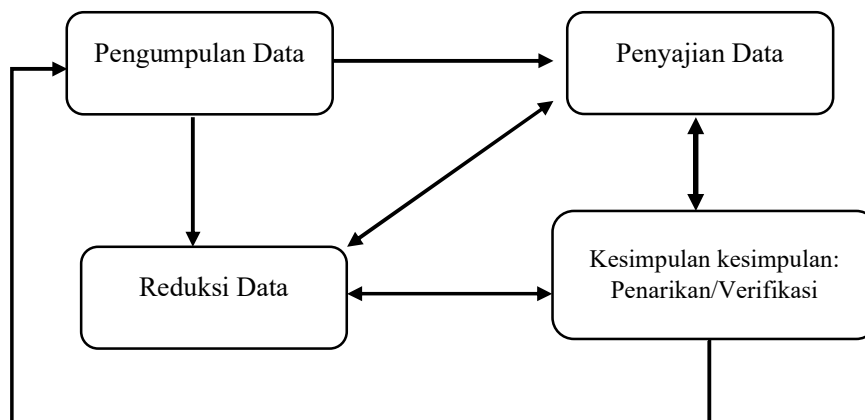 Pengumpulan Data
Penyajian Data
Reduksi Data
Kesimpulan kesimpulan:
Penarikan/Verifikasi